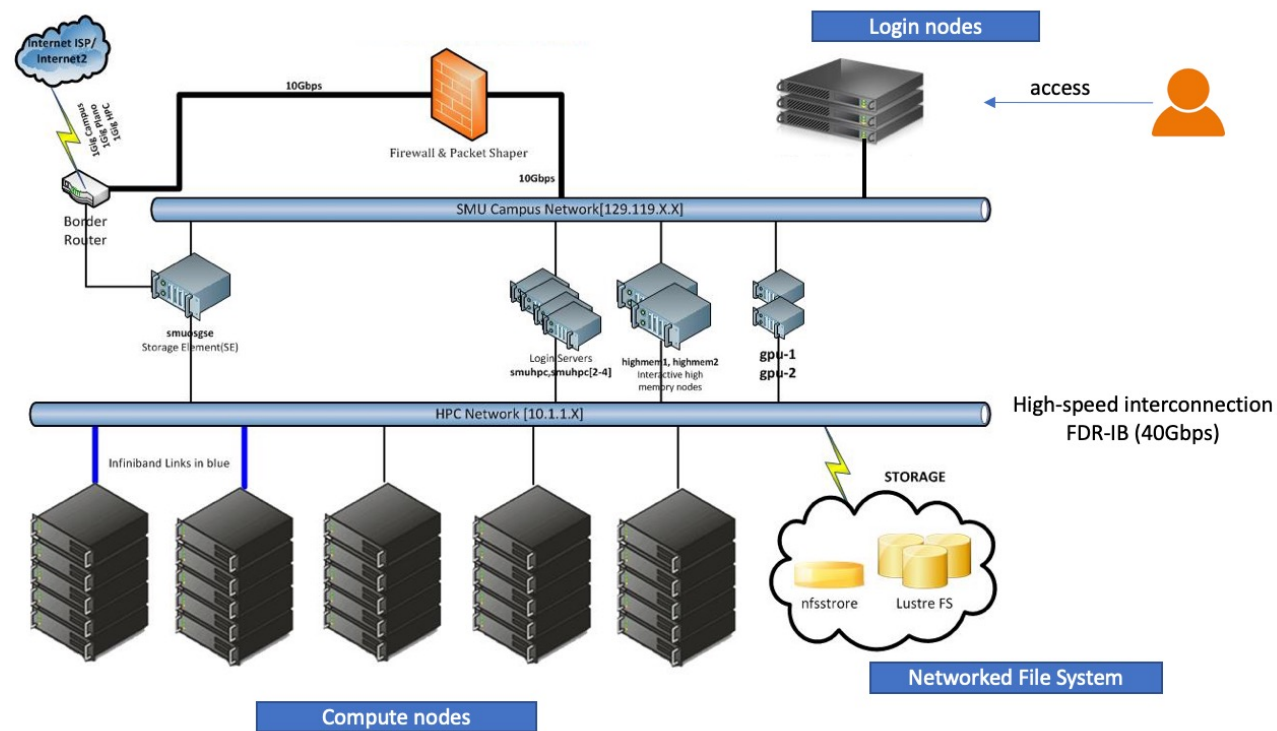 Login nodes
Internet ISP/
Internet2
access
10Gbps
1Gig Campus
1Gig Plano
1Gig HPC
Firewall & Packet Shaper
10Gbps
SMU Campus Network[129.119.X.X]
Border
Router
smuosgse
Storage Element(SE)
Login Servers
smuhpc,smuhpc[2-4]
highmem1, highmem2
Interactive high
memory nodes
gpu-1
gpu-2
HPC Network [10.1.1.X]
High-speed interconnection
FDR-IB (40Gbps)
Infiniband Links in blue
STORAGE
nfsstrore
Lustre FS
Networked File System
Compute nodes